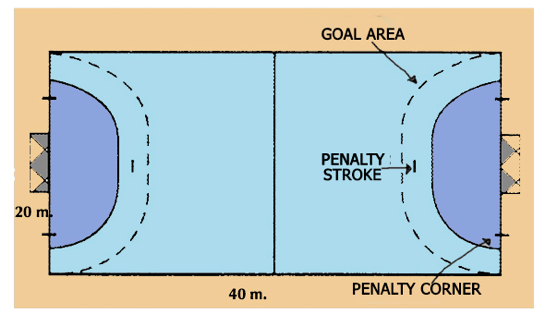 GOAL AREA
PENALTY
STROKE
20 m.
40 m.
PENALTY CORNER